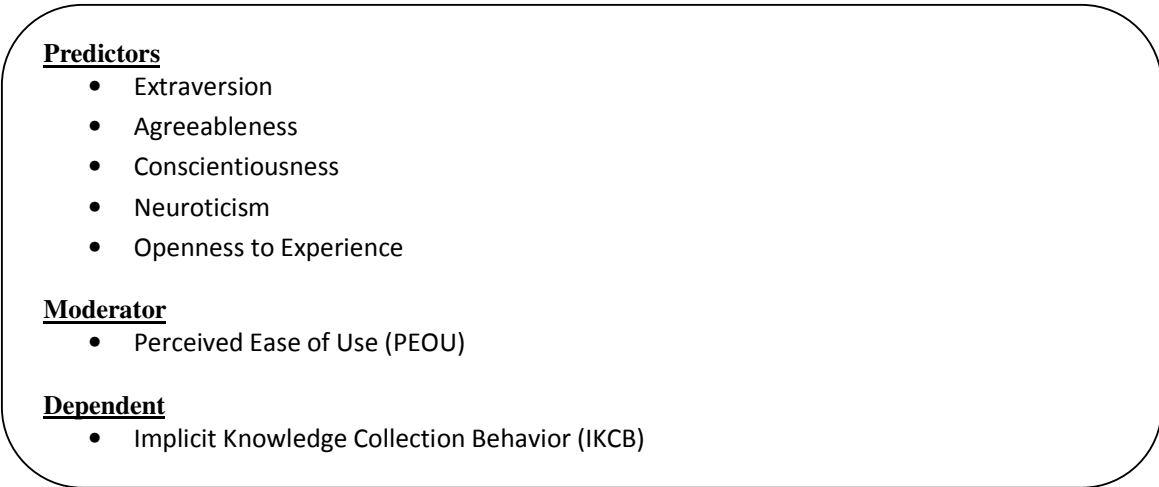 Predictors
• Extraversion
• Agreeableness
• Conscientiousness
• Neuroticism
• Openness to Experience
Moderator
• Perceived Ease of Use (PEOU)
Dependent
• Implicit Knowledge Collection Behavior (IKCB)